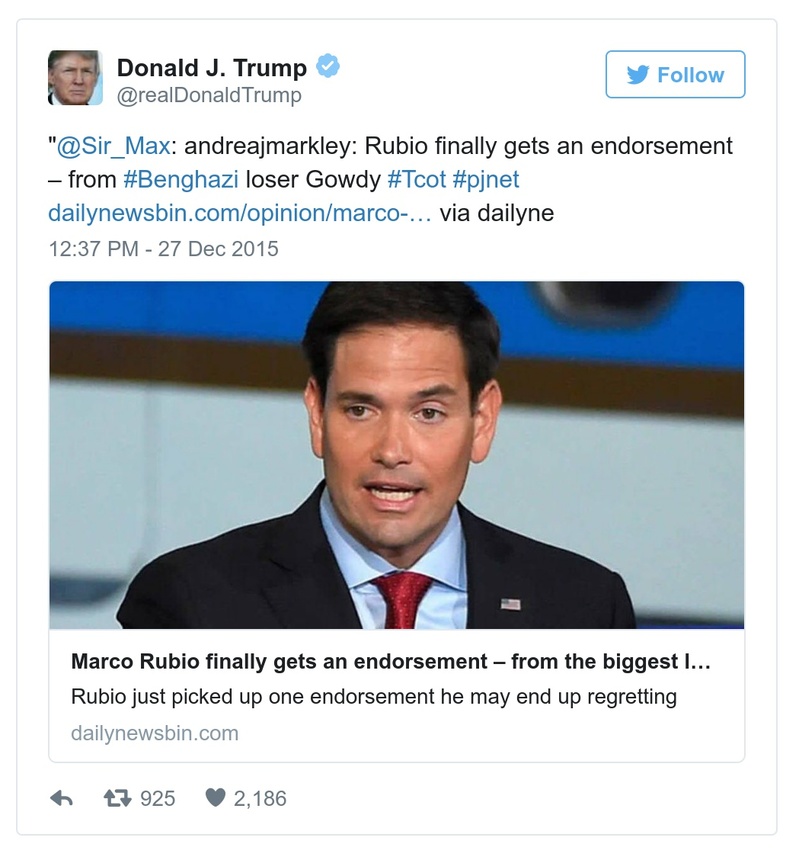 Donald J. Trump
@realDonaldTrump
Follow
"@Sir_Max: andreajmarkley: Rubio finally gets an endorsement
– from #Benghazi loser Gowdy #Tcot #pjnet
dailynewsbin.com/opinion/marco-… via dailyne
12:37 PM - 27 Dec 2015
Marco Rubio finally gets an endorsement – from the biggest l…
Rubio just picked up one endorsement he may end up regretting
dailynewsbin.com
925 2,186